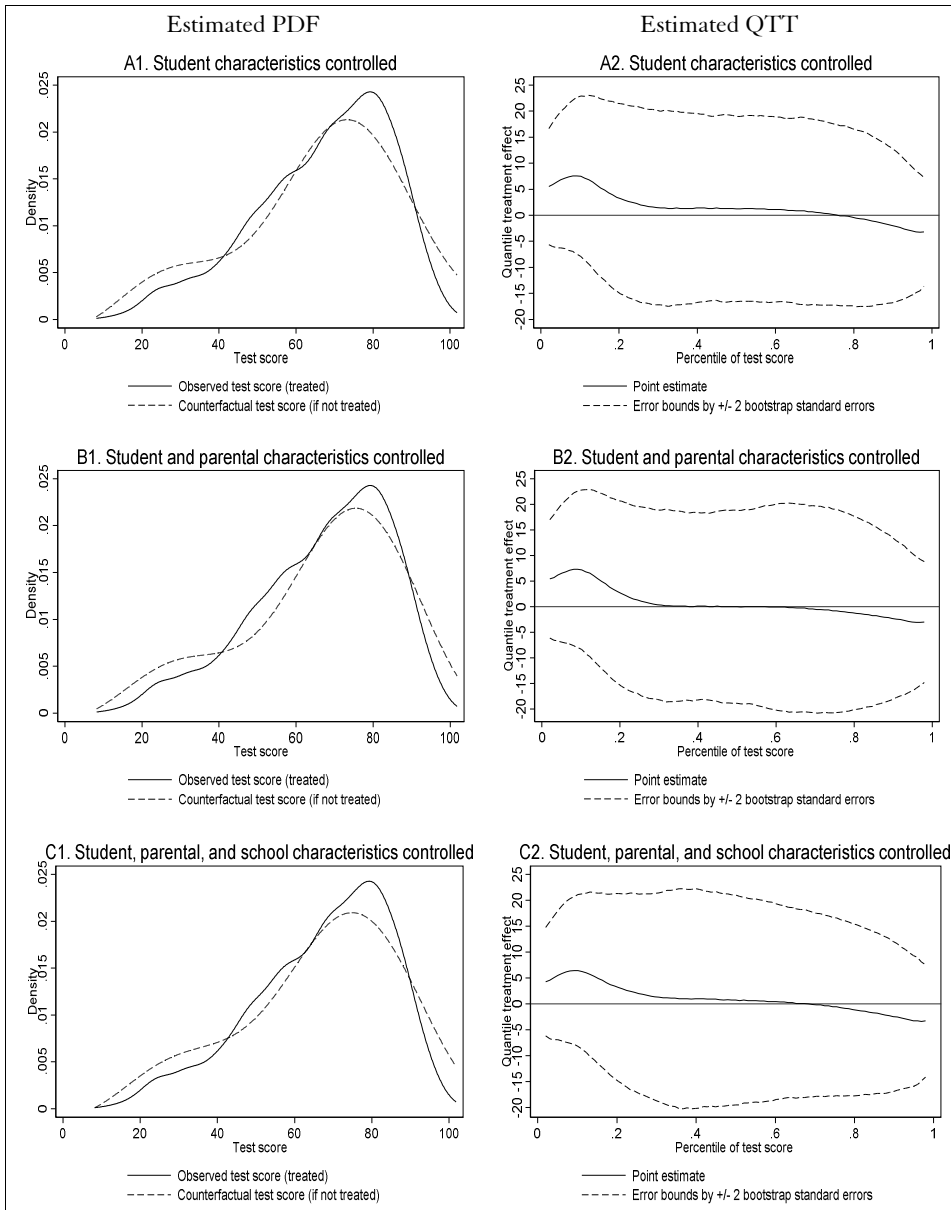 Estimated PDF
Estimated QTT
A1. Student characteristics controlled
Density
0 .005 .01 .015 .02 .025
0 20 40 60 80 100
Test score
Observed test score (treated)
Counterfactual test score (if not treated)
A2. Student characteristics controlled
Quantile treatment effect
-20 -15 -10 -5 0 5 10 15 20 25
0 .2 .4 .6 .8 1
Percentile of test score
Point estimate
Error bounds by +/- 2 bootstrap standard errors
B1. Student and parental characteristics controlled
Density
0 .005 .01 .015 .02 .025
0 20 40 60 80 100
Test score
Observed test score (treated)
Counterfactual test score (if not treated)
B2. Student and parental characteristics controlled
Quantile treatment effect
-20 -15 -10 -5 0 5 10 15 20 25
0 .2 .4 .6 .8 1
Percentile of test score
Point estimate
Error bounds by +/- 2 bootstrap standard errors
C1. Student, parental, and school characteristics controlled
Density
0 .005 .01 .015 .02 .025
0 20 40 60 80 100
Test score
Observed test score (treated)
Counterfactual test score (if not treated)
C2. Student, parental, and school characteristics controlled
Quantile treatment effect
-20 -15 -10 -5 0 5 10 15 20 25
0 .2 .4 .6 .8 1
Percentile of test score
Point estimate
Error bounds by +/- 2 bootstrap standard errors